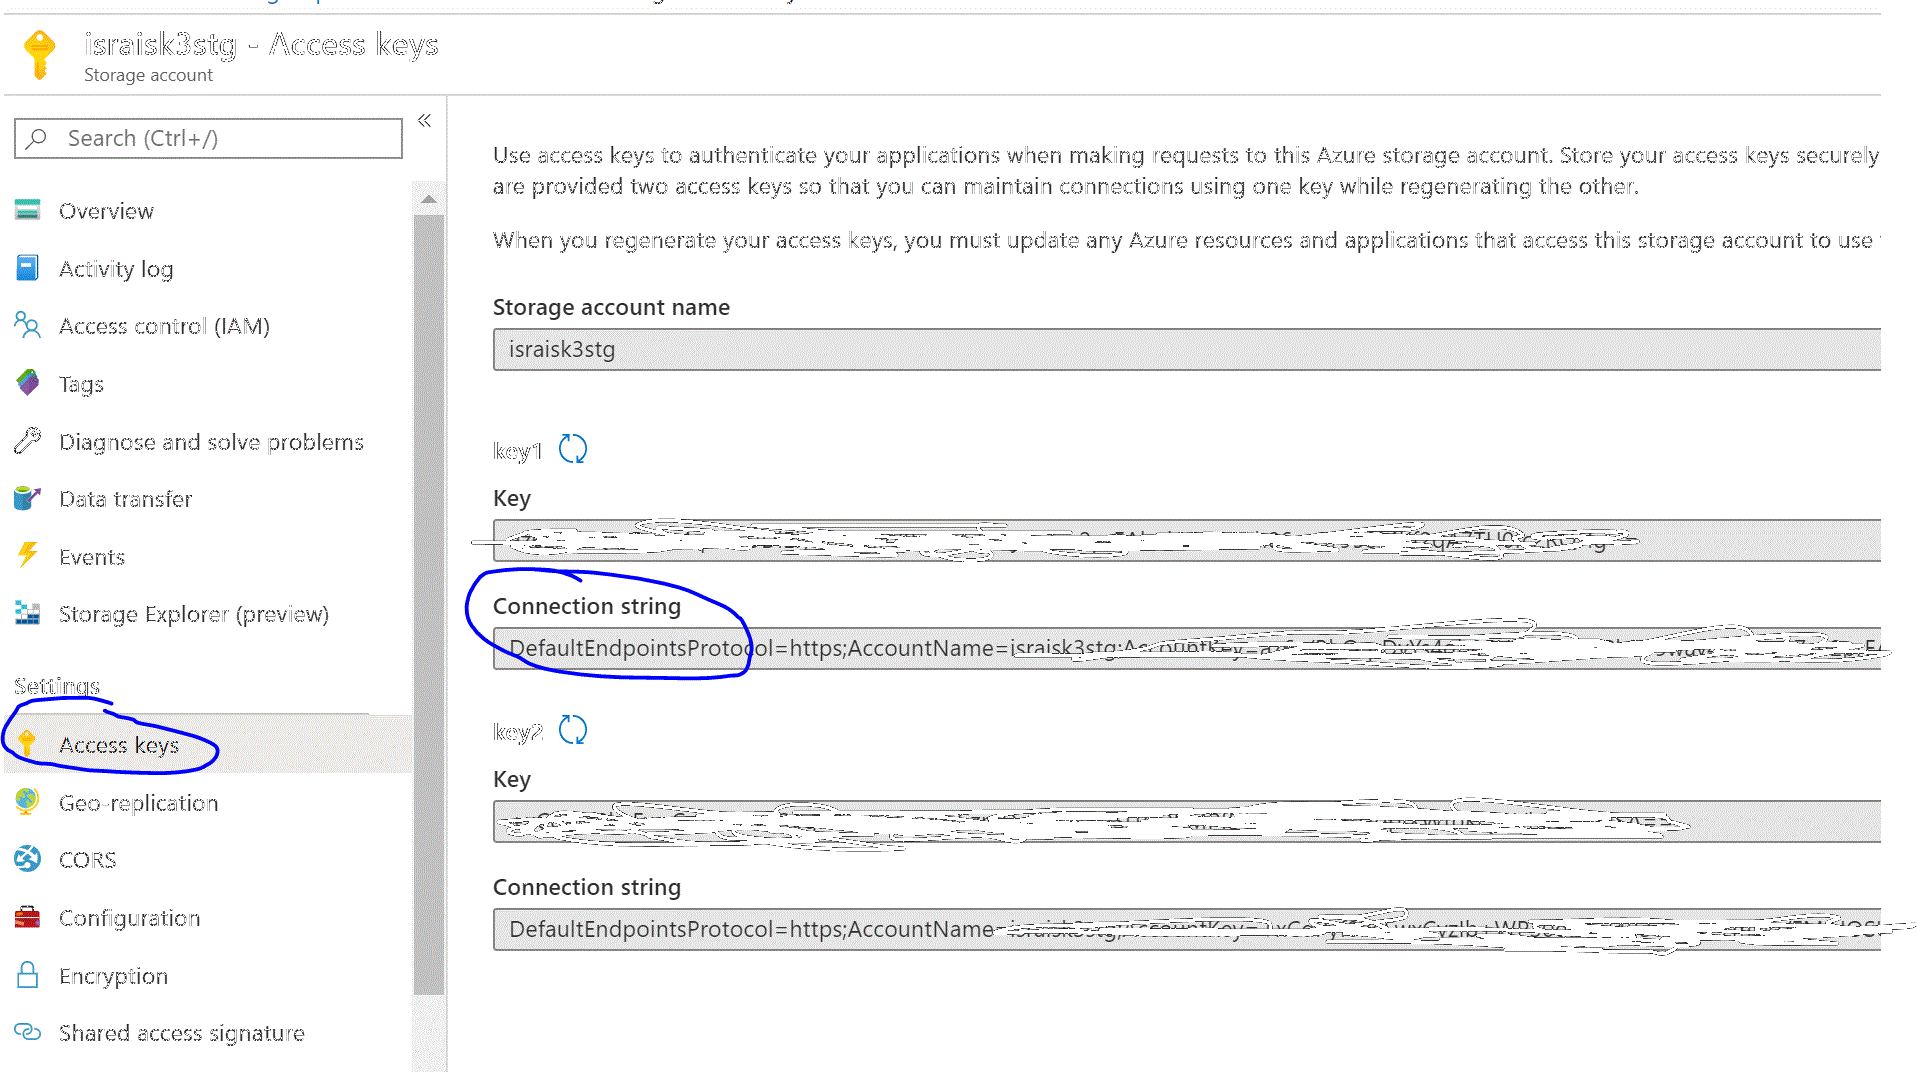 israisk3stg - Access keys
Storage account
Search (Ctrl+/)
«
Overview
Activity log
Access control (IAM)
Tags
Diagnose and solve problems
Data transfer
Events
Storage Explorer (preview)
Settings
Access keys
Geo-replication
CORS
Configuration
Encryption
Shared access signature
Use access keys to authenticate your applications when making requests to this Azure storage account. Store your access keys securely
are provided two access keys so that you can maintain connections using one key while regenerating the other.
When you regenerate your access keys, you must update any Azure resources and applications that access this storage account to use
Storage account name
israisk3stg
key1
Key
Connection string
DefaultEndpointsProtocol=https;AccountName=israisk3stg;
key2
Key
Connection string
DefaultEndpointsProtocol=https;AccountName